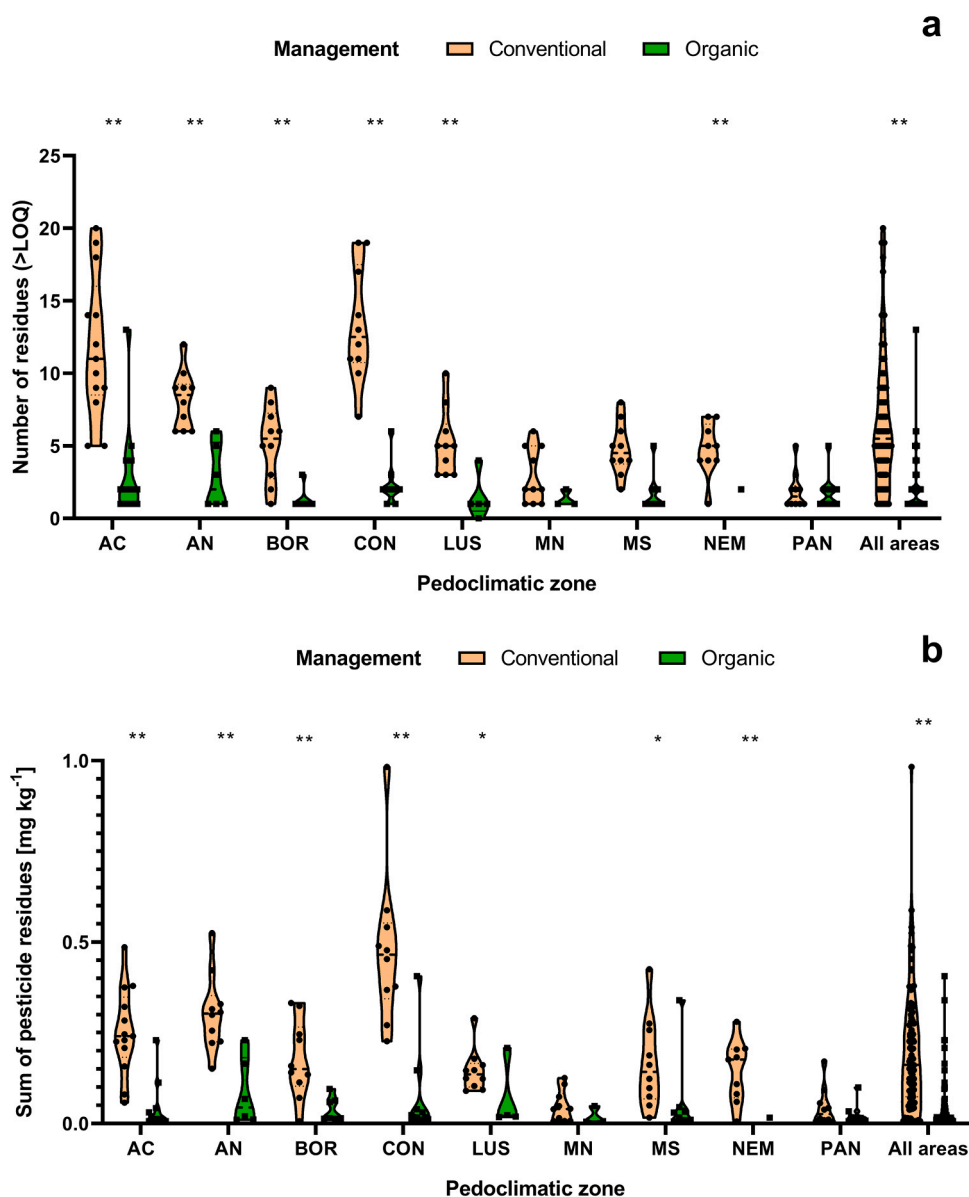 a
Management Conventional Organic
** ** ** ** ** ** **
Number of residues (>LOQ)
25
20
15
10
5
0
AC AN BOR CON LUS MN MS NEM PAN All areas
Pedoclimatic zone
b
Management Conventional Organic
** ** ** ** * * ** **
Sum of pesticide residues [mg kg⁻¹]
1.0
0.5
0.0
AC AN BOR CON LUS MN MS NEM PAN All areas
Pedoclimatic zone